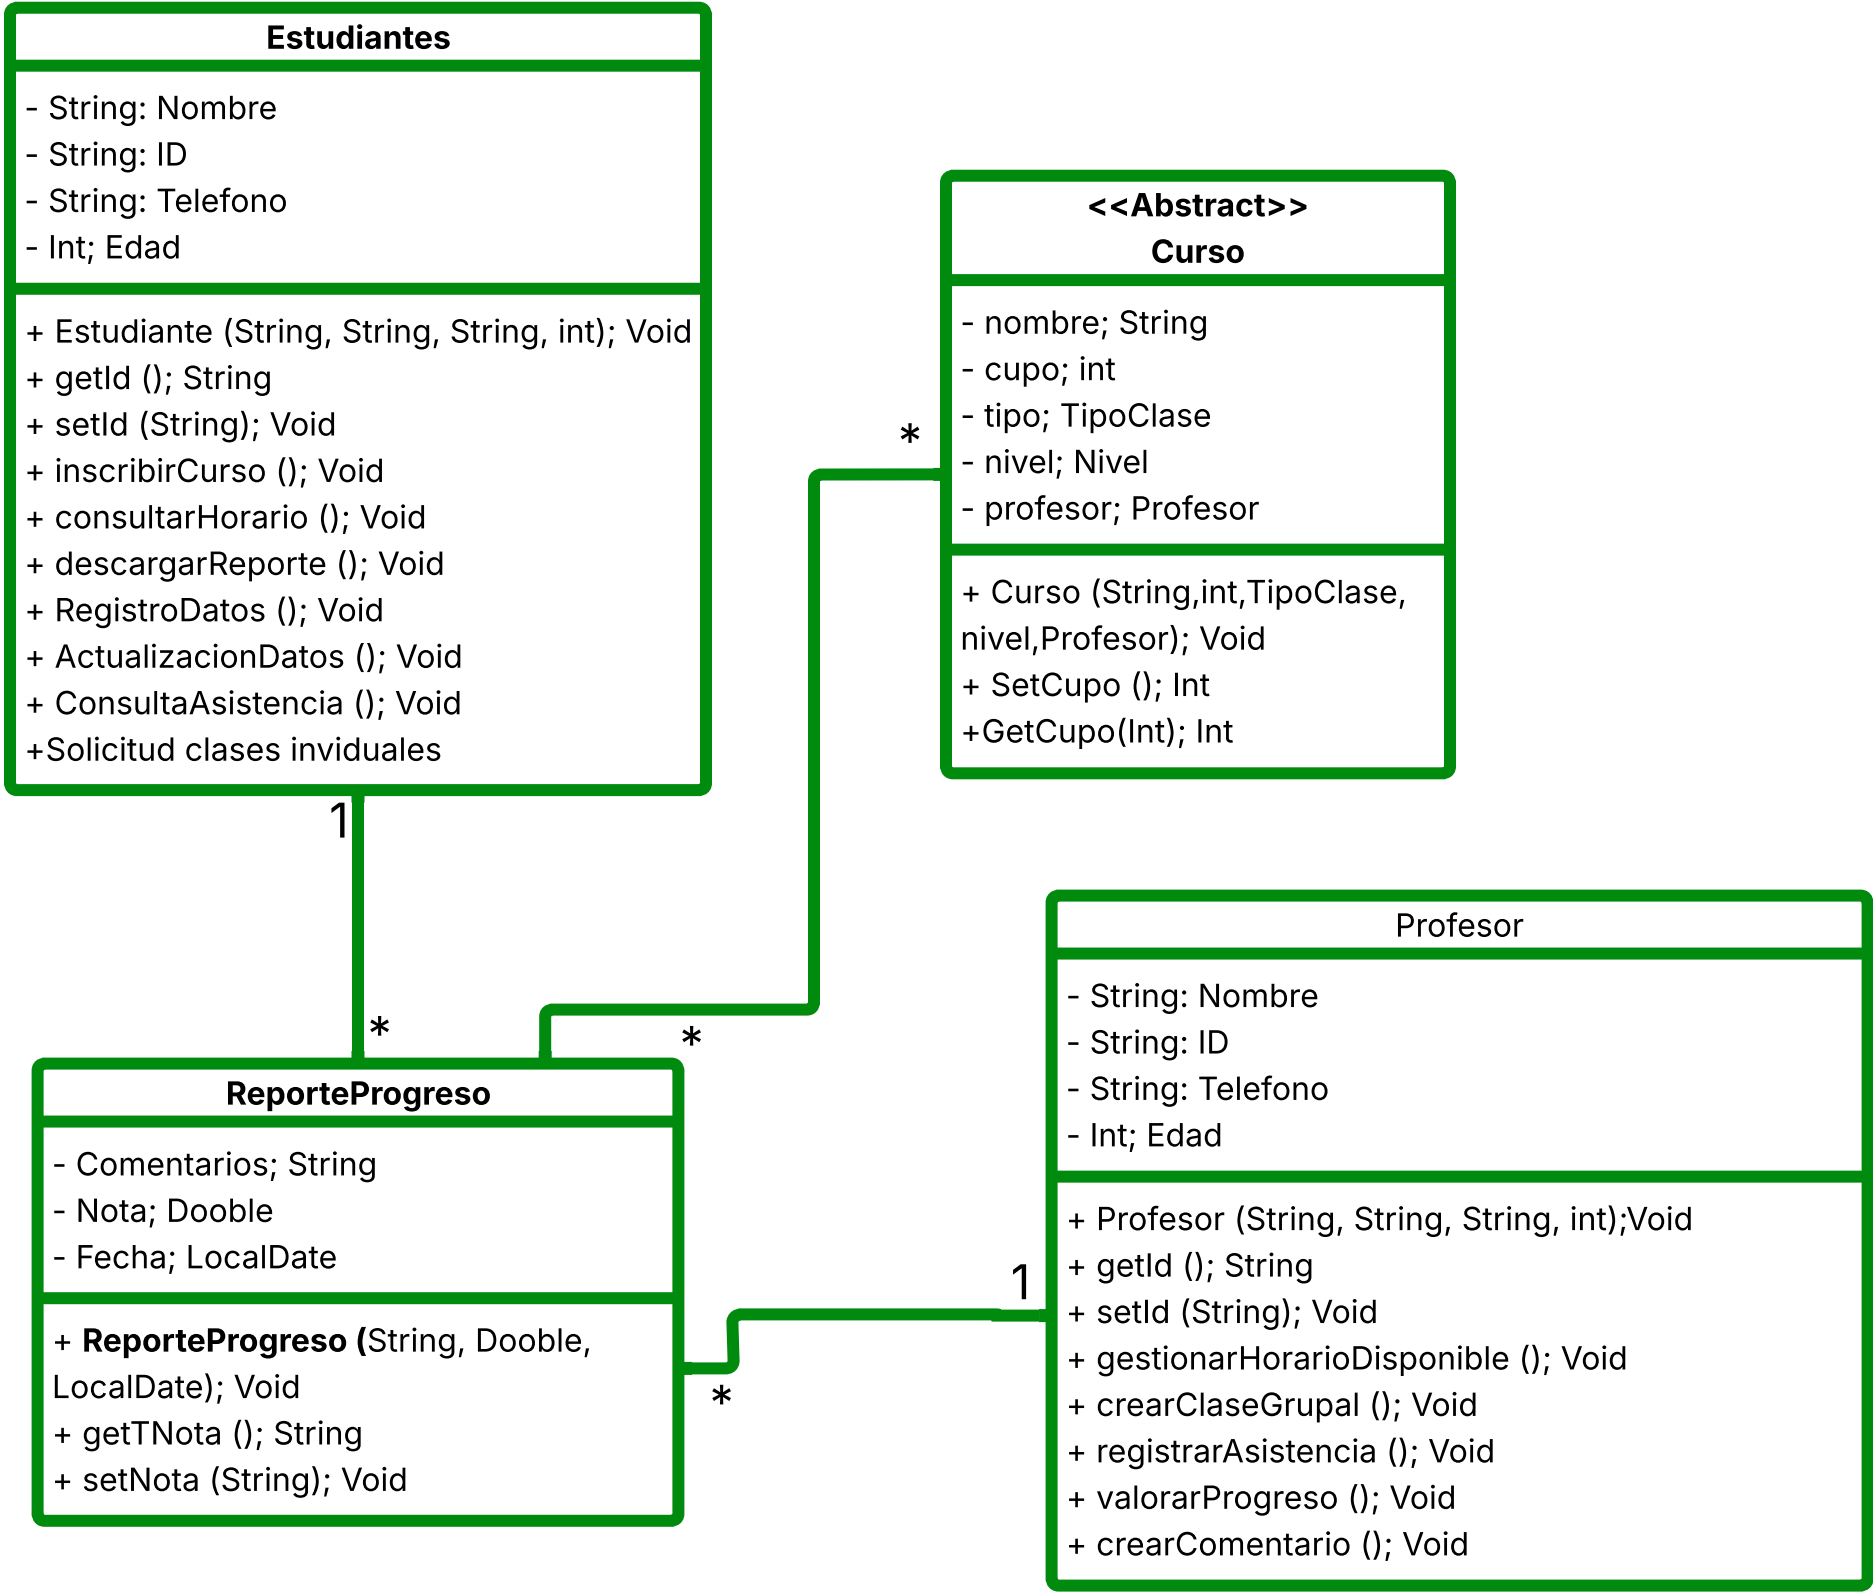 Estudiantes
- String: Nombre
- String: ID
- String: Telefono
- Int; Edad
+ Estudiante (String, String, String, int); Void
+ getId (); String
+ setId (String); Void
+ inscribirCurso (); Void
+ consultarHorario (); Void
+ descargarReporte (); Void
+ RegistroDatos (); Void
+ ActualizacionDatos (); Void
+ ConsultaAsistencia (); Void
+Solicitud clases inviduales
1
*
<<Abstract>>
Curso
- nombre; String
- cupo; int
- tipo; TipoClase
- nivel; Nivel
- profesor; Profesor
+ Curso (String,int,TipoClase,
nivel,Profesor); Void
+ SetCupo (); Int
+GetCupo(Int); Int
*
*
ReporteProgreso
- Comentarios; String
- Nota; Dooble
- Fecha; LocalDate
+ ReporteProgreso (String, Dooble,
LocalDate); Void
+ getTNota (); String
+ setNota (String); Void
*
1
Profesor
- String: Nombre
- String: ID
- String: Telefono
- Int; Edad
+ Profesor (String, String, String, int);Void
+ getId (); String
+ setId (String); Void
+ gestionarHorarioDisponible (); Void
+ crearClaseGrupal (); Void
+ registrarAsistencia (); Void
+ valorarProgreso (); Void
+ crearComentario (); Void